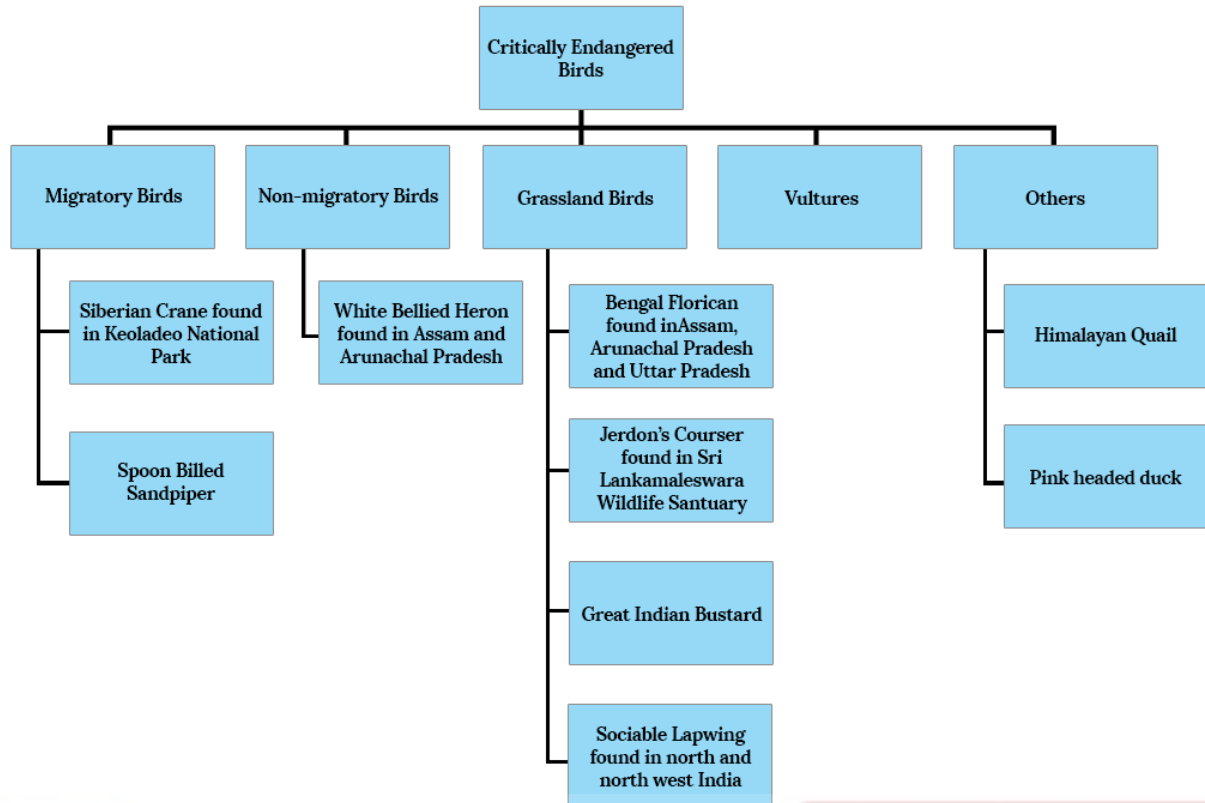 Critically Endangered
Birds
Migratory Birds
Non-migratory Birds
Grassland Birds
Vultures
Others
Siberian Crane found
in Keoladeo National
Park
Spoon Billed
Sandpiper
White Bellied Heron
found in Assam and
Arunachal Pradesh
Bengal Florican
found inAssam,
Arunachal Pradesh
and Uttar Pradesh
Jerdon's Courser
found in Sri
Lankamaleswara
Wildlife Santuary
Great Indian Bustard
Sociable Lapwing
found in north and
north west India
Himalayan Quail
Pink headed duck